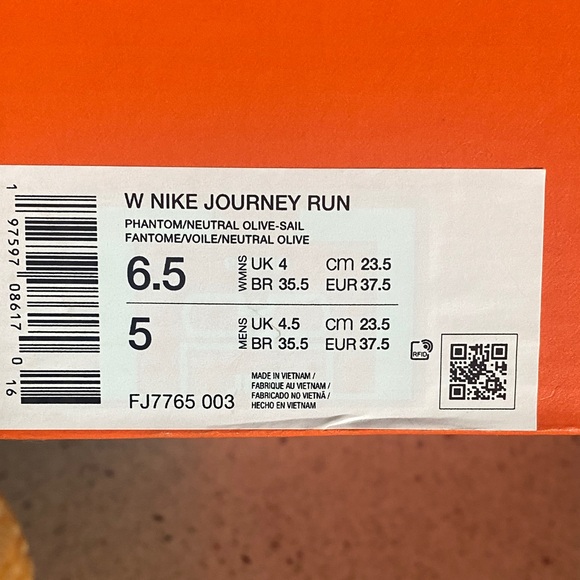 W NIKE JOURNEY RUN
PHANTOM/NEUTRAL OLIVE-SAIL
FANTOME/VOILE/NEUTRAL OLIVE
6.5 WMNS UK 4 cm 23.5
BR 35.5 EUR 37.5
5 MENS UK 4.5 cm 23.5
BR 35.5 EUR 37.5
FJ7765 003
MADE IN VIETNAM /
FABRIQUE AU VIETNAM /
FABRICADO NO VIETNÃ /
HECHO EN VIETNAM
RFID
1 97597 08617 0 16